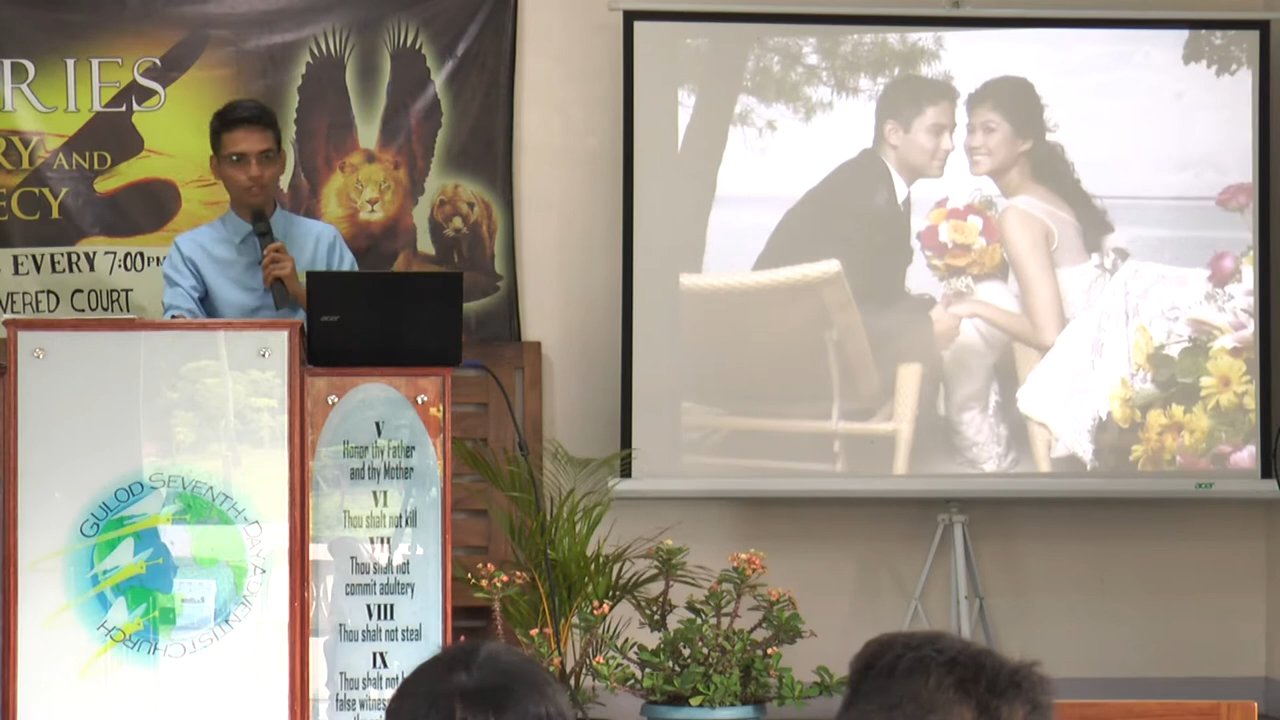 RIES
RY AND
ECY
EVERY 7:00PM
VERED COURT
acer
GULOD SEVENTH-DAY ADVENTIST CHURCH
V
Honor thy Father
and thy Mother
VI
Thou shalt not kill
VII
Thou shalt not
commit adultery
VIII
Thou shalt not steal
IX
Thou shalt not
false witness
acer